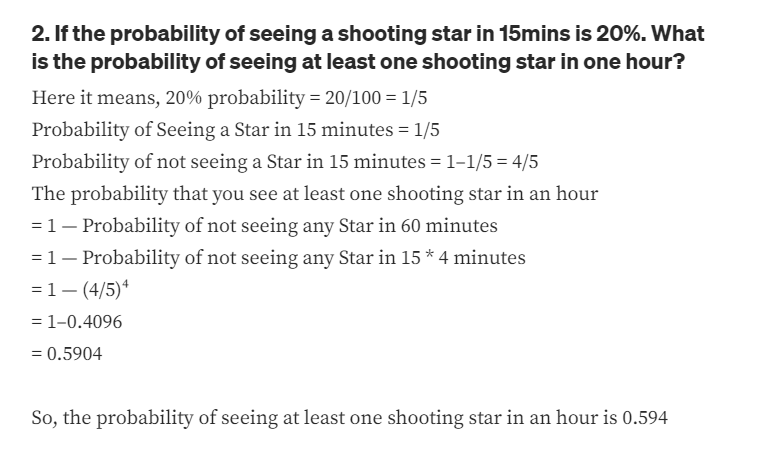 2. If the probability of seeing a shooting star in 15mins is 20%. What
is the probability of seeing at least one shooting star in one hour?
Here it means, 20% probability = 20/100 = 1/5
Probability of Seeing a Star in 15 minutes = 1/5
Probability of not seeing a Star in 15 minutes = 1–1/5 = 4/5
The probability that you see at least one shooting star in an hour
= 1 — Probability of not seeing any Star in 60 minutes
= 1 — Probability of not seeing any Star in 15 * 4 minutes
= 1 — (4/5)⁴
= 1–0.4096
= 0.5904
So, the probability of seeing at least one shooting star in an hour is 0.594